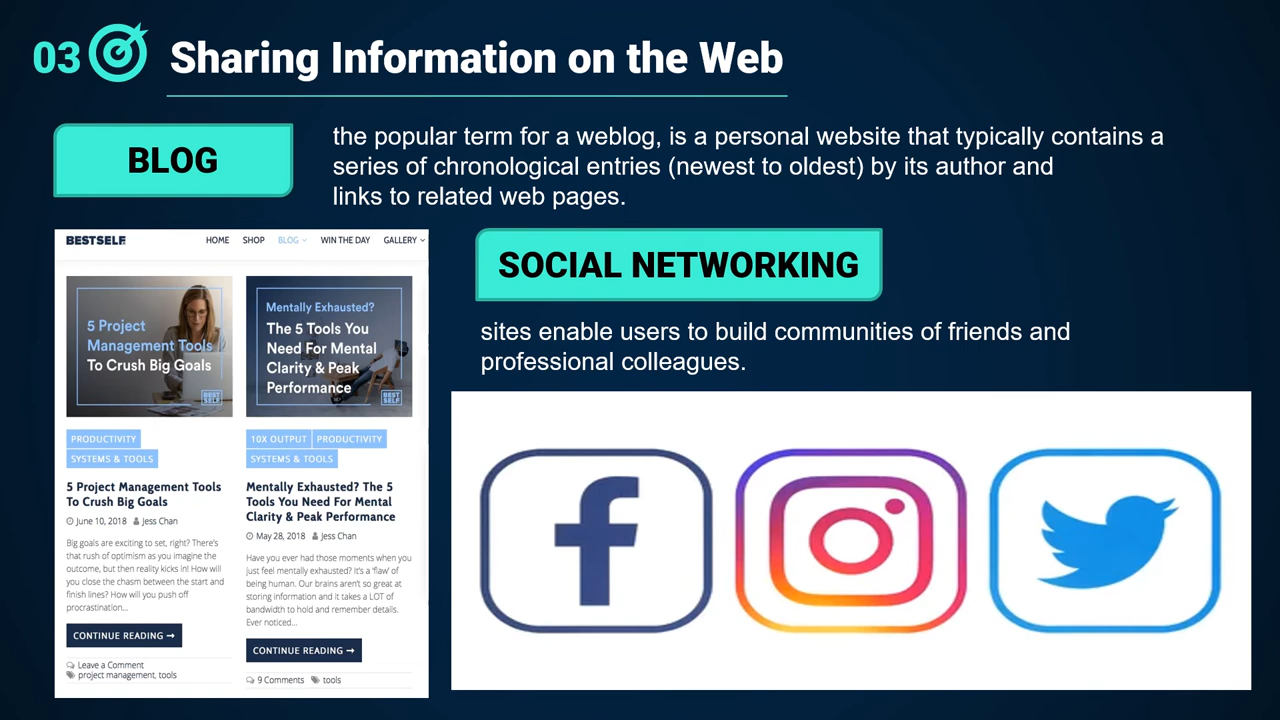 03 Sharing Information on the Web
BLOG
the popular term for a weblog, is a personal website that typically contains a
series of chronological entries (newest to oldest) by its author and
links to related web pages.
BESTSELF
HOME SHOP BLOG WIN THE DAY GALLERY
5 Project
Management Tools
To Crush Big Goals
BEST
SELF
PRODUCTIVITY
SYSTEMS & TOOLS
5 Project Management Tools
To Crush Big Goals
June 10, 2018 Jess Chan
Big goals are exciting to set, right? There's
that rush of optimism as you imagine the
outcome, but then reality kicks in! How will
you close the chasm between the start and
finish lines? How will you push off
procrastination...
CONTINUE READING →
Leave a Comment
project management, tools
Mentally Exhausted?
The 5 Tools You
Need For Mental
Clarity & Peak
Performance
BEST
SELF
10X OUTPUT PRODUCTIVITY
SYSTEMS & TOOLS
Mentally Exhausted? The 5
Tools You Need For Mental
Clarity & Peak Performance
May 28, 2018 Jess Chan
Have you ever had those moments when you
just feel mentally exhausted? It's a 'flaw' of
being human. Our brains aren't so great at
storing information and it takes a LOT of
bandwidth to hold and remember details.
Ever noticed...
CONTINUE READING →
9 Comments tools
SOCIAL NETWORKING
sites enable users to build communities of friends and
professional colleagues.